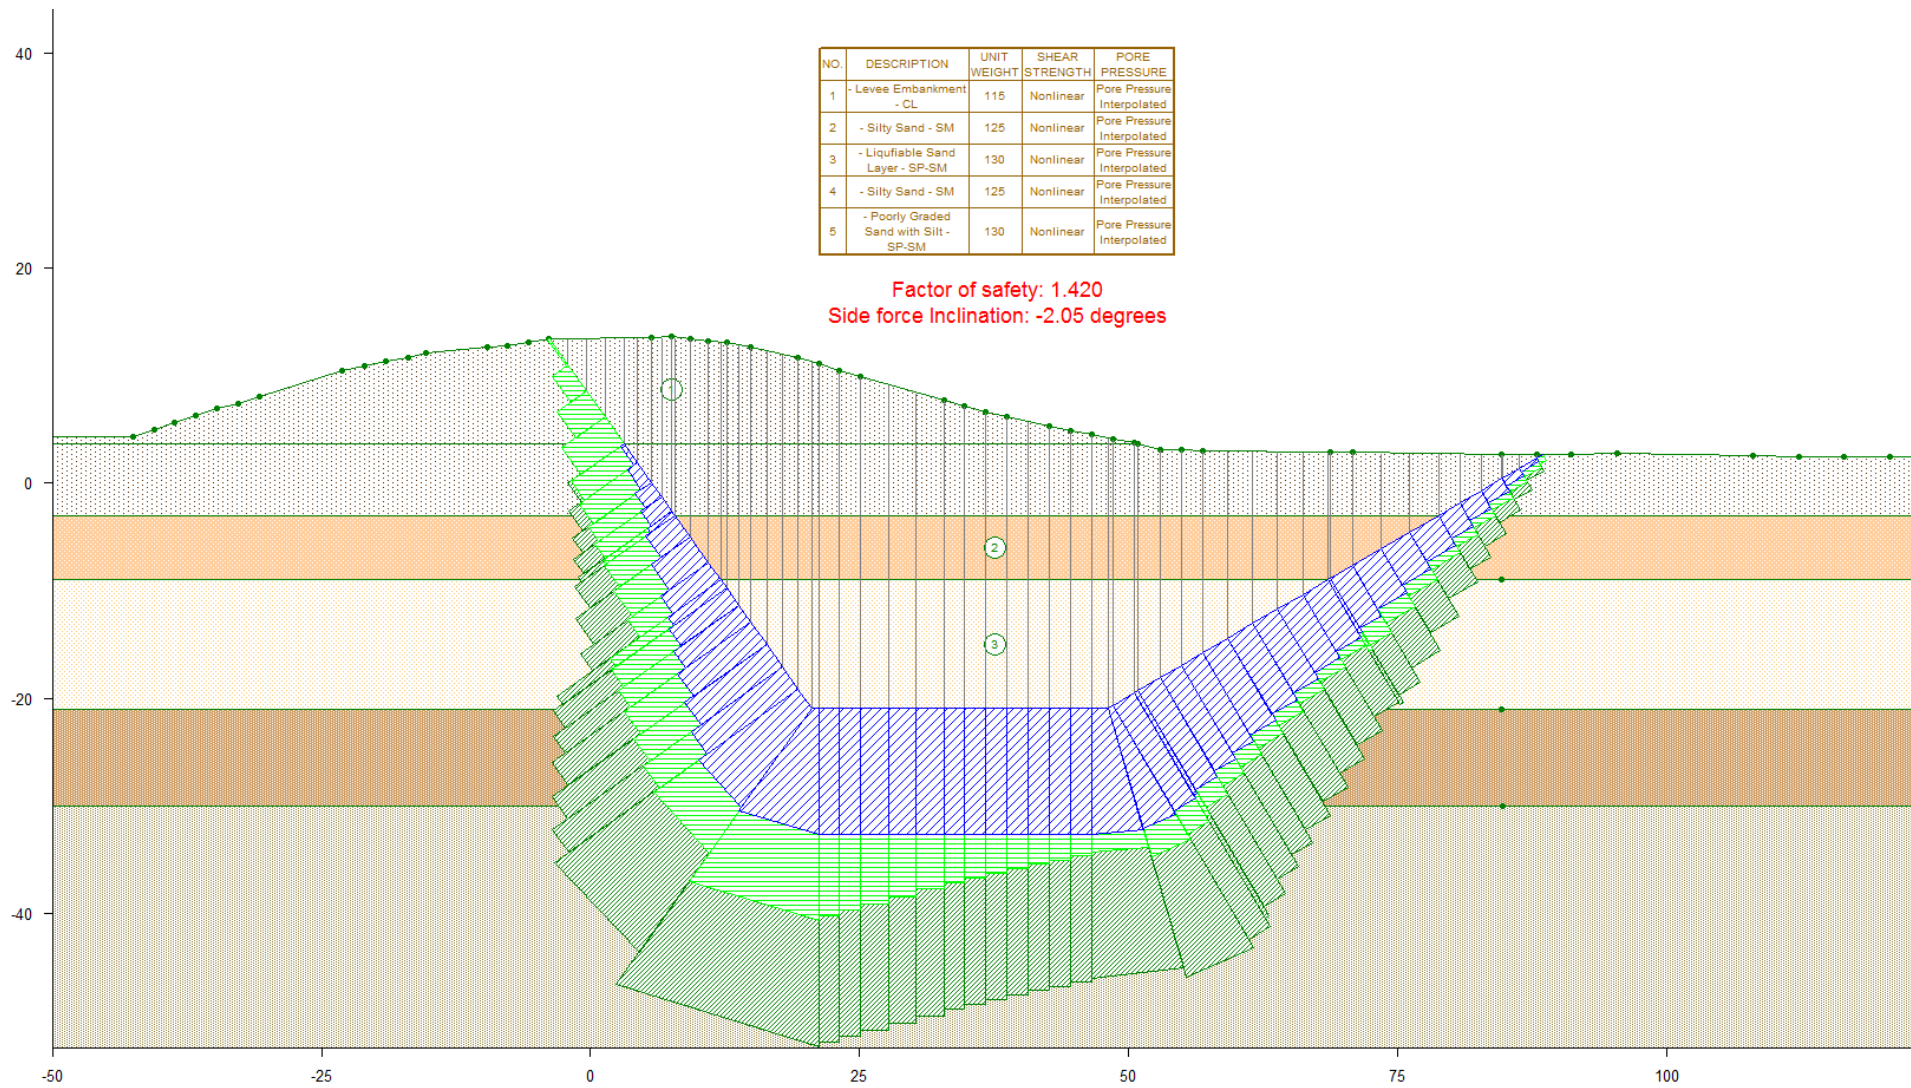 40
20
0
-20
-40
NO. DESCRIPTION UNIT WEIGHT SHEAR STRENGTH PORE PRESSURE
1 - Levee Embankment - CL 115 Nonlinear Pore Pressure Interpolated
2 - Silty Sand - SM 125 Nonlinear Pore Pressure Interpolated
3 - Liqufiable Sand Layer - SP-SM 130 Nonlinear Pore Pressure Interpolated
4 - Silty Sand - SM 125 Nonlinear Pore Pressure Interpolated
5 - Poorly Graded Sand with Silt - SP-SM 130 Nonlinear Pore Pressure Interpolated
Factor of safety: 1.420
Side force Inclination: -2.05 degrees
1
2
3
-50 -25 0 25 50 75 100